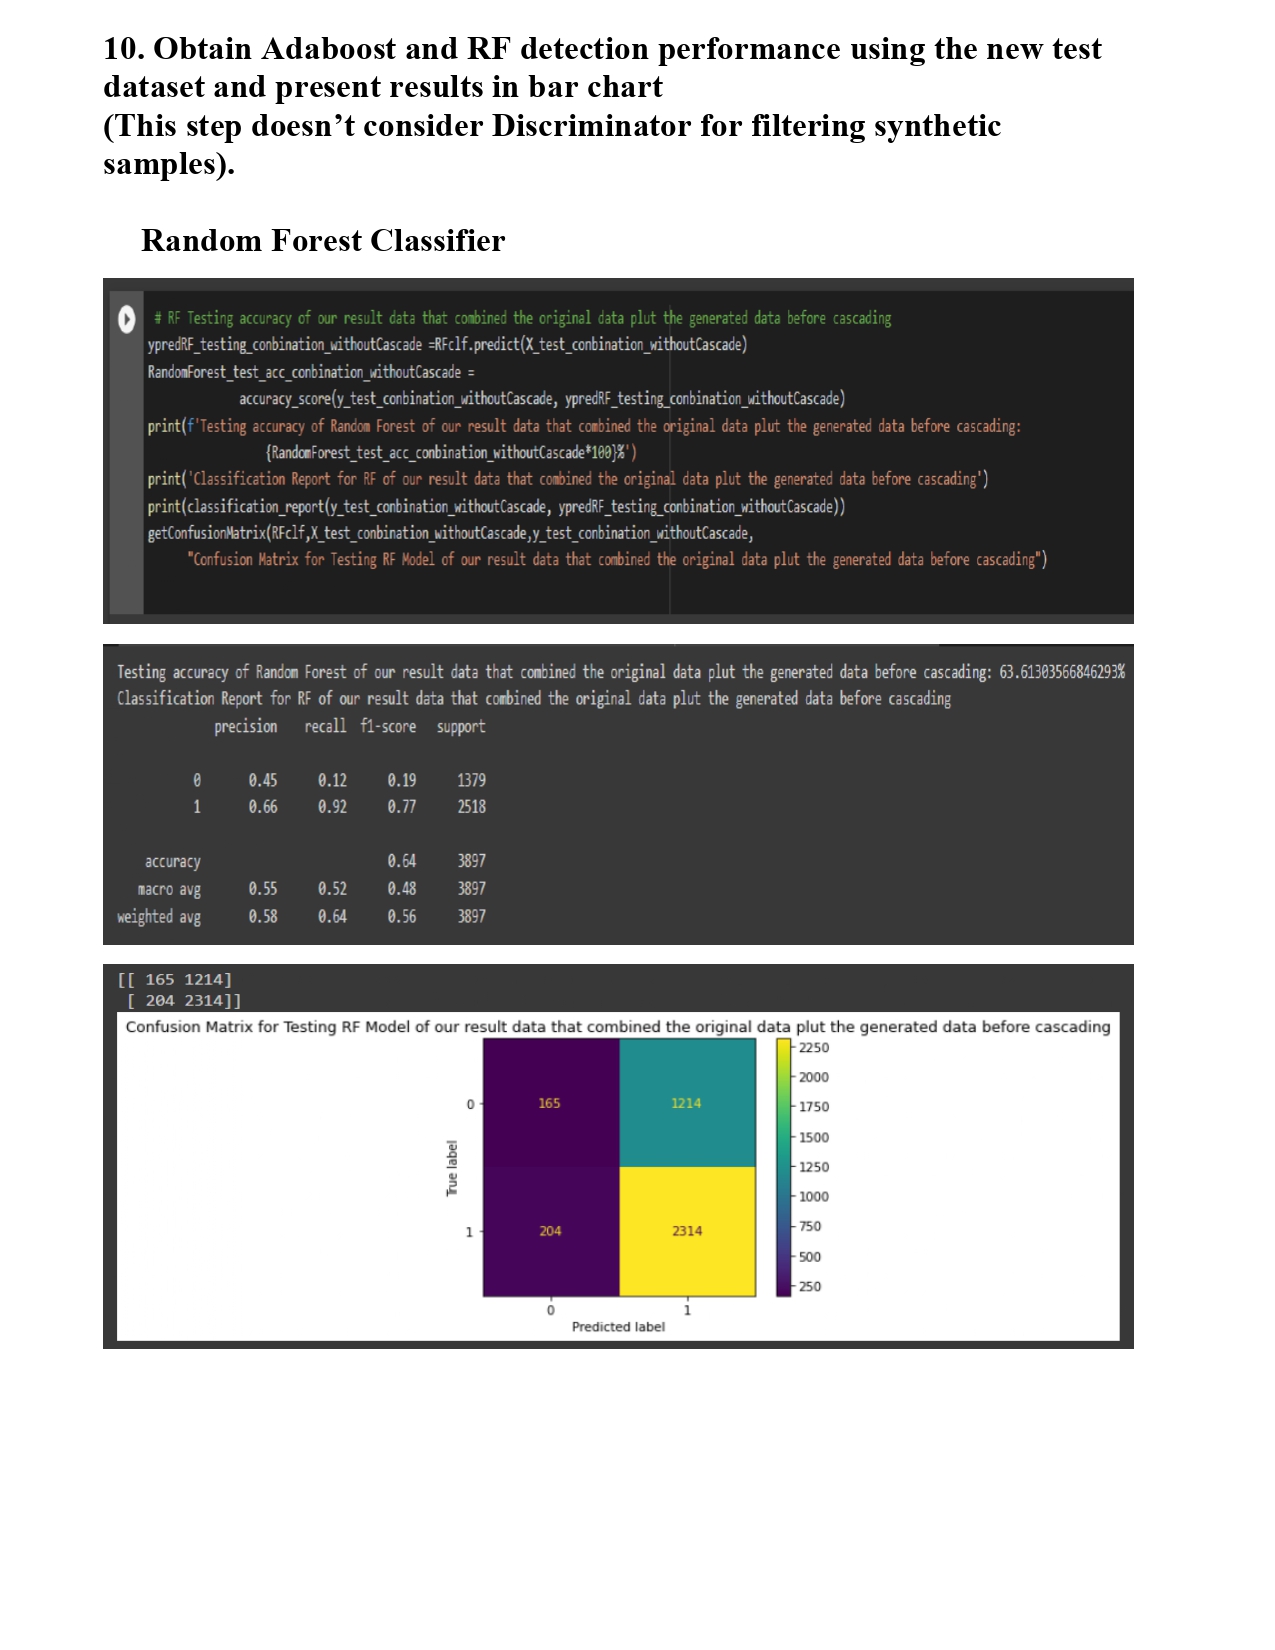 10. Obtain Adaboost and RF detection performance using the new test
dataset and present results in bar chart
(This step doesn’t consider Discriminator for filtering synthetic
samples).
Random Forest Classifier
# RF Testing accuracy of our result data that combined the original data plut the generated data before cascading
ypredRF_testing_conbination_withoutCascade =RFclf.predict(X_test_conbination_withoutCascade)
RandomForest_test_acc_conbination_withoutCascade =
accuracy_score(y_test_conbination_withoutCascade, ypredRF_testing_conbination_withoutCascade)
print(f'Testing accuracy of Random Forest of our result data that combined the original data plut the generated data before cascading:
{RandomForest_test_acc_conbination_withoutCascade*100}%')
print('Classification Report for RF of our result data that combined the original data plut the generated data before cascading')
print(classification_report(y_test_conbination_withoutCascade, ypredRF_testing_conbination_withoutCascade))
getConfusionMatrix(RFclf,X_test_conbination_withoutCascade,y_test_conbination_withoutCascade,
"Confusion Matrix for Testing RF Model of our result data that combined the original data plut the generated data before cascading")
Testing accuracy of Random Forest of our result data that combined the original data plut the generated data before cascading: 63.61303566846293%
Classification Report for RF of our result data that combined the original data plut the generated data before cascading
precision recall f1-score support
0 0.45 0.12 0.19 1379
1 0.66 0.92 0.77 2518
accuracy 0.64 3897
macro avg 0.55 0.52 0.48 3897
weighted avg 0.58 0.64 0.56 3897
[[ 165 1214]
[ 204 2314]]
Confusion Matrix for Testing RF Model of our result data that combined the original data plut the generated data before cascading
2250
2000
0 165 1214 1750
1500
True label
1250
1000
1 204 2314 750
500
250
0 1
Predicted label